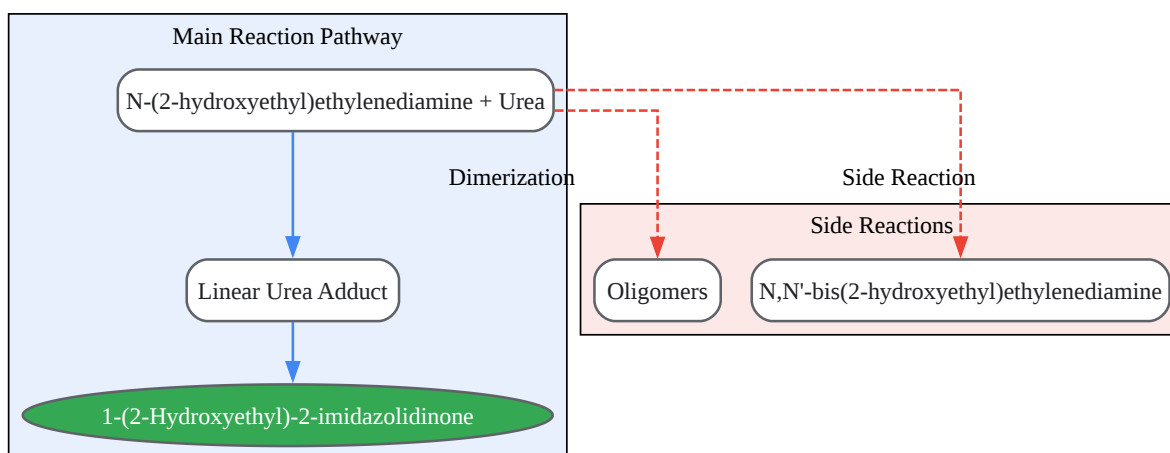 Main Reaction Pathway
N-(2-hydroxyethyl)ethylenediamine + Urea
Dimerization
Side Reaction
Side Reactions
Linear Urea Adduct
Oligomers
N,N'-bis(2-hydroxyethyl)ethylenediamine
1-(2-Hydroxyethyl)-2-imidazolidinone